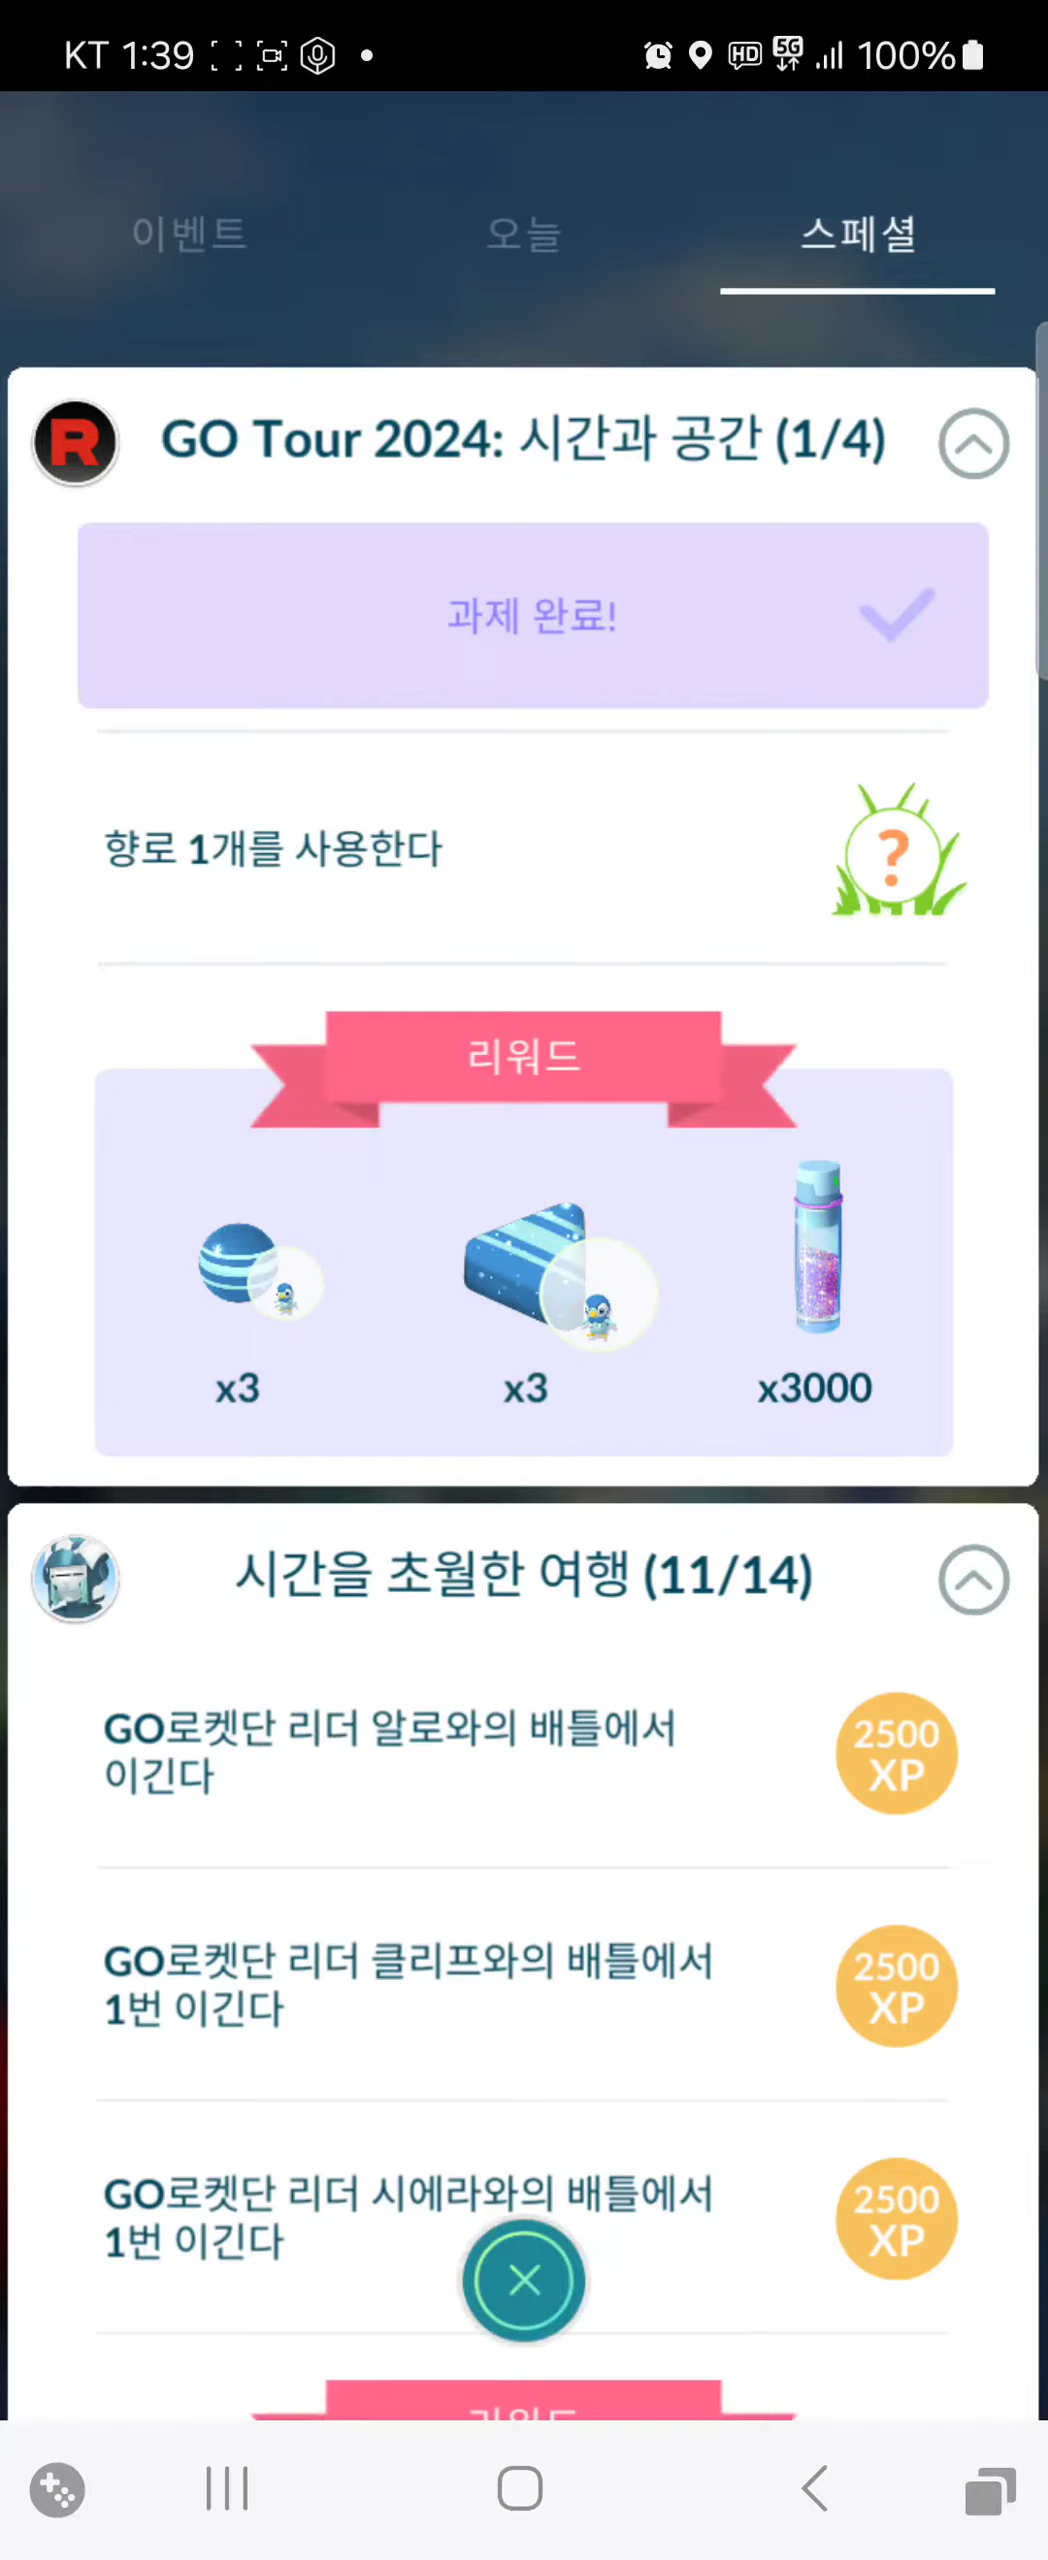 KT 1:39 HD 5G 100%
이벤트 오늘 스페셜
R GO Tour 2024: 시간과 공간 (1/4)
과제 완료!
향로 1개를 사용한다
?
리워드
x3 x3 x3000
시간을 초월한 여행 (11/14)
GO로켓단 리더 알로와의 배틀에서
이긴다
2500
XP
GO로켓단 리더 클리프와의 배틀에서
1번 이긴다
2500
XP
GO로켓단 리더 시에라와의 배틀에서
1번 이긴다
2500
XP